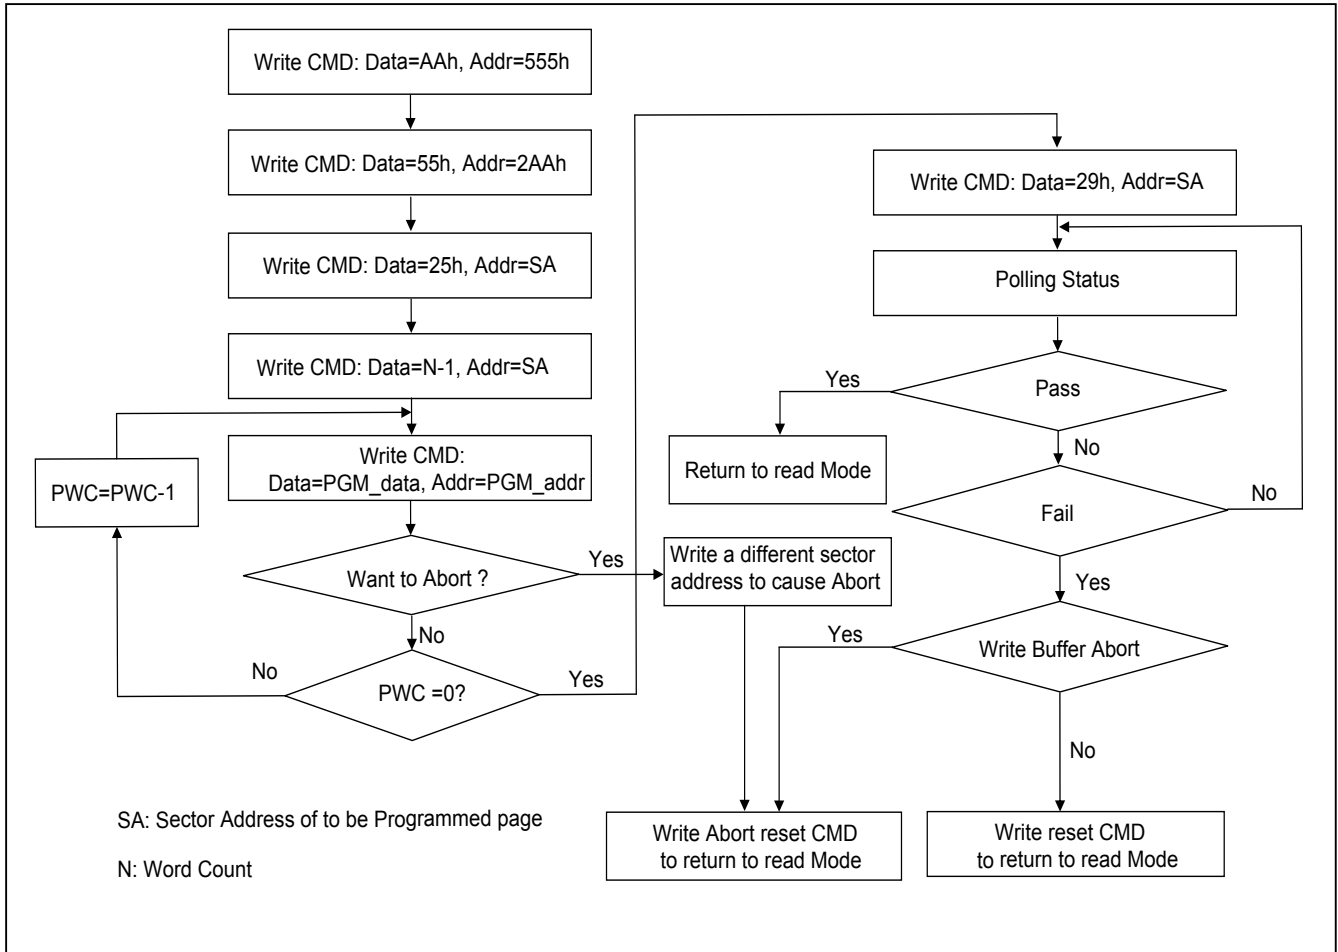 Write CMD: Data=AAh, Addr=555h
Write CMD: Data=55h, Addr=2AAh
Write CMD: Data=25h, Addr=SA
Write CMD: Data=N-1, Addr=SA
Write CMD:
Data=PGM_data, Addr=PGM_addr
PWC=PWC-1
Want to Abort ?
Yes
No
Write a different sector
address to cause Abort
PWC =0?
No
Yes
Write CMD: Data=29h, Addr=SA
Polling Status
Pass
Yes
No
Return to read Mode
Fail
No
Yes
Write Buffer Abort
Yes
No
Write Abort reset CMD
to return to read Mode
Write reset CMD
to return to read Mode
SA: Sector Address of to be Programmed page
N: Word Count